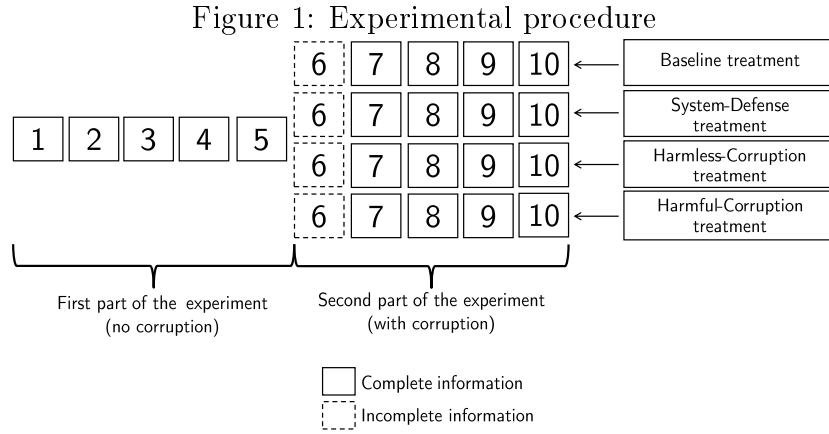 Figure 1: Experimental procedure
6 7 8 9 10 Baseline treatment
6 7 8 9 10 System-Defense
treatment
1 2 3 4 5
6 7 8 9 10 Harmless-Corruption
treatment
6 7 8 9 10 Harmful-Corruption
treatment
First part of the experiment
(no corruption)
Second part of the experiment
(with corruption)
Complete information
Incomplete information